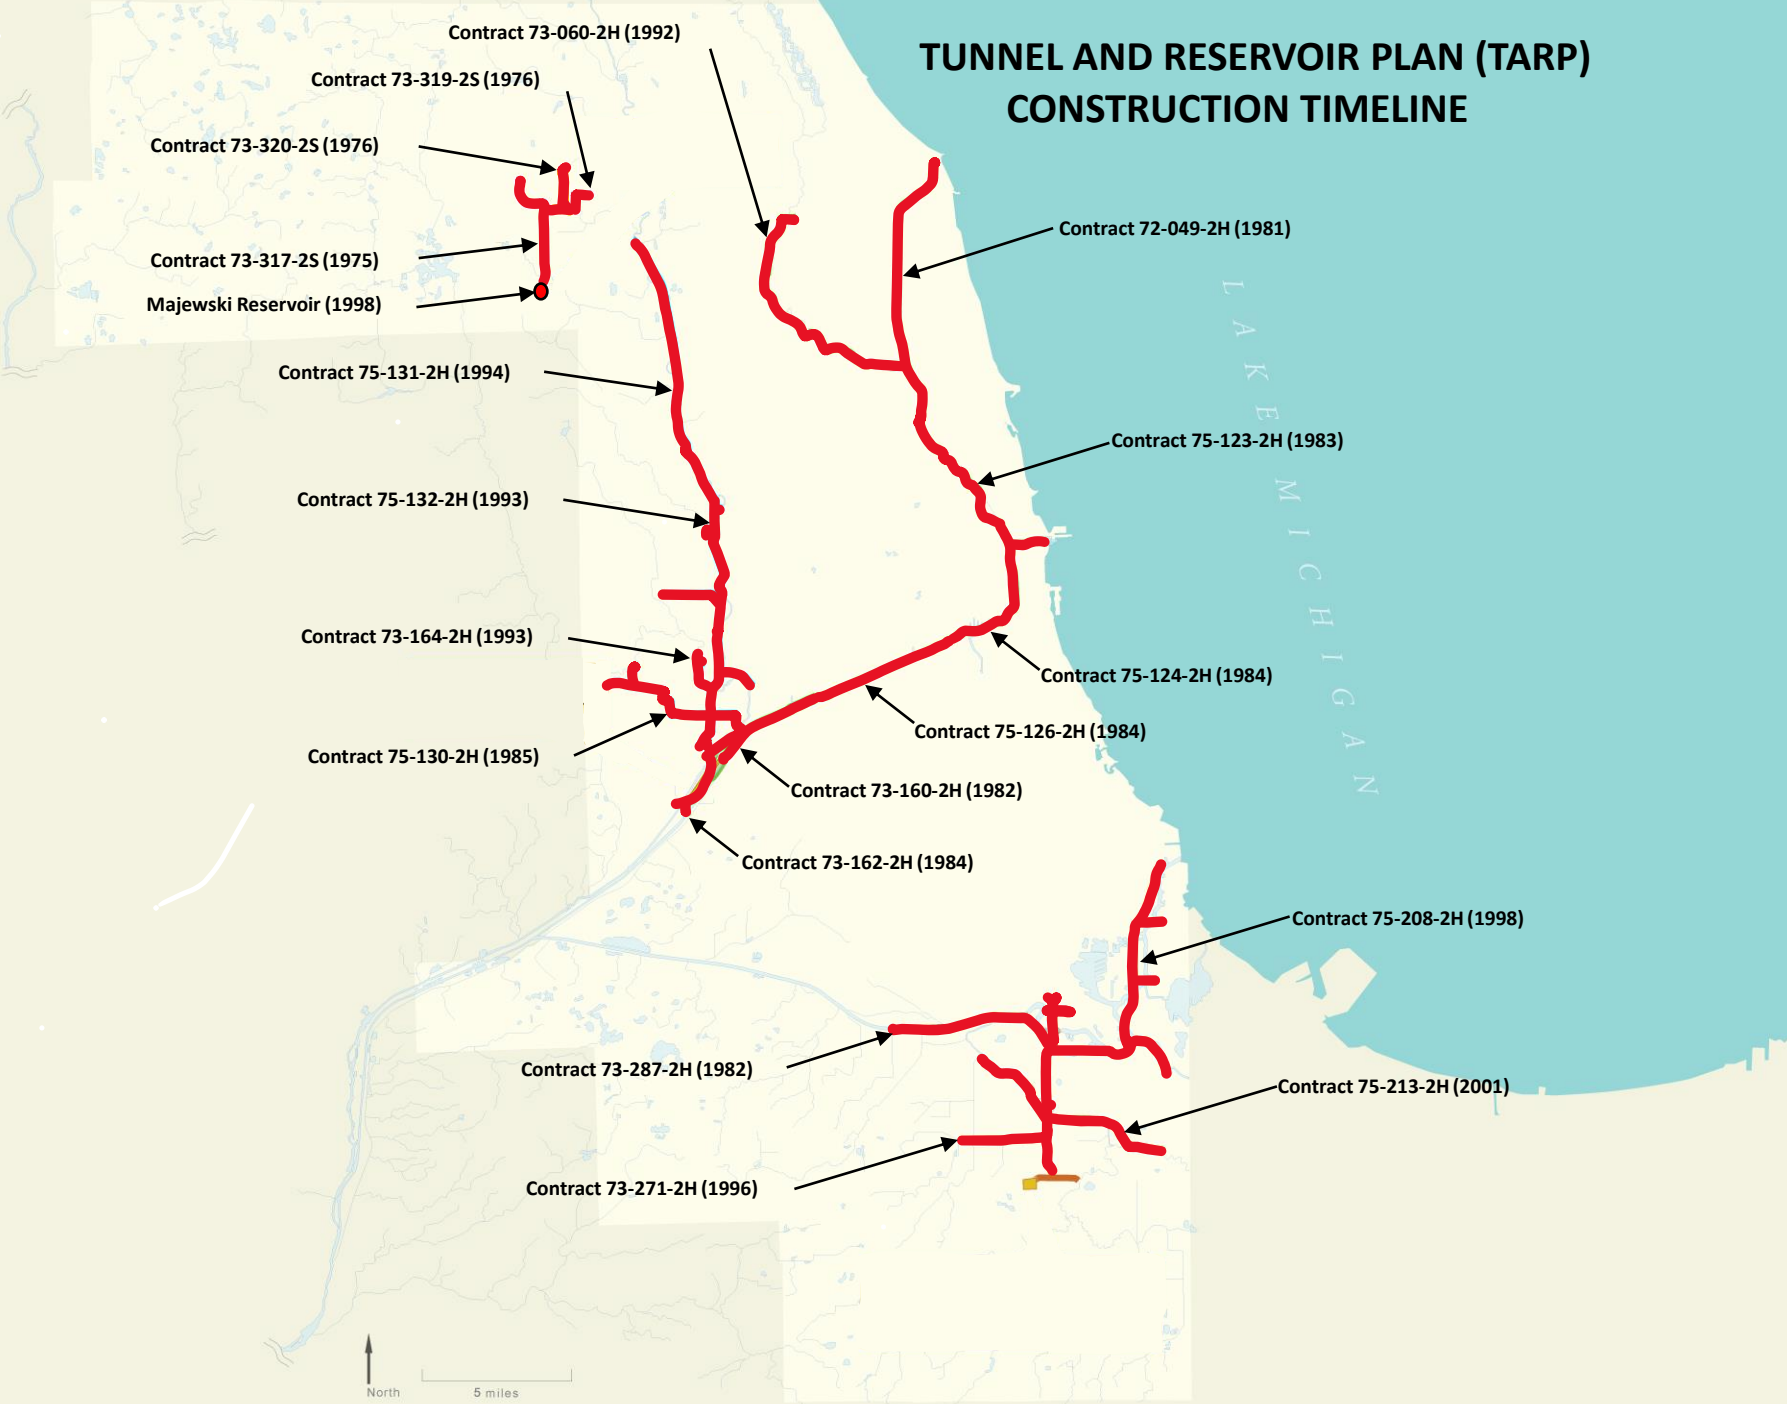 TUNNEL AND RESERVOIR PLAN (TARP)
CONSTRUCTION TIMELINE
Contract 73-060-2H (1992)
Contract 73-319-2S (1976)
Contract 73-320-2S (1976)
Contract 72-049-2H (1981)
Contract 73-317-2S (1975)
Majewski Reservoir (1998)
Contract 75-131-2H (1994)
Contract 75-123-2H (1983)
Contract 75-132-2H (1993)
LAKE MICHIGAN
Contract 73-164-2H (1993)
Contract 75-124-2H (1984)
Contract 75-126-2H (1984)
Contract 75-130-2H (1985)
Contract 73-160-2H (1982)
Contract 73-162-2H (1984)
Contract 75-208-2H (1998)
Contract 73-287-2H (1982)
Contract 75-213-2H (2001)
Contract 73-271-2H (1996)
North
5 miles